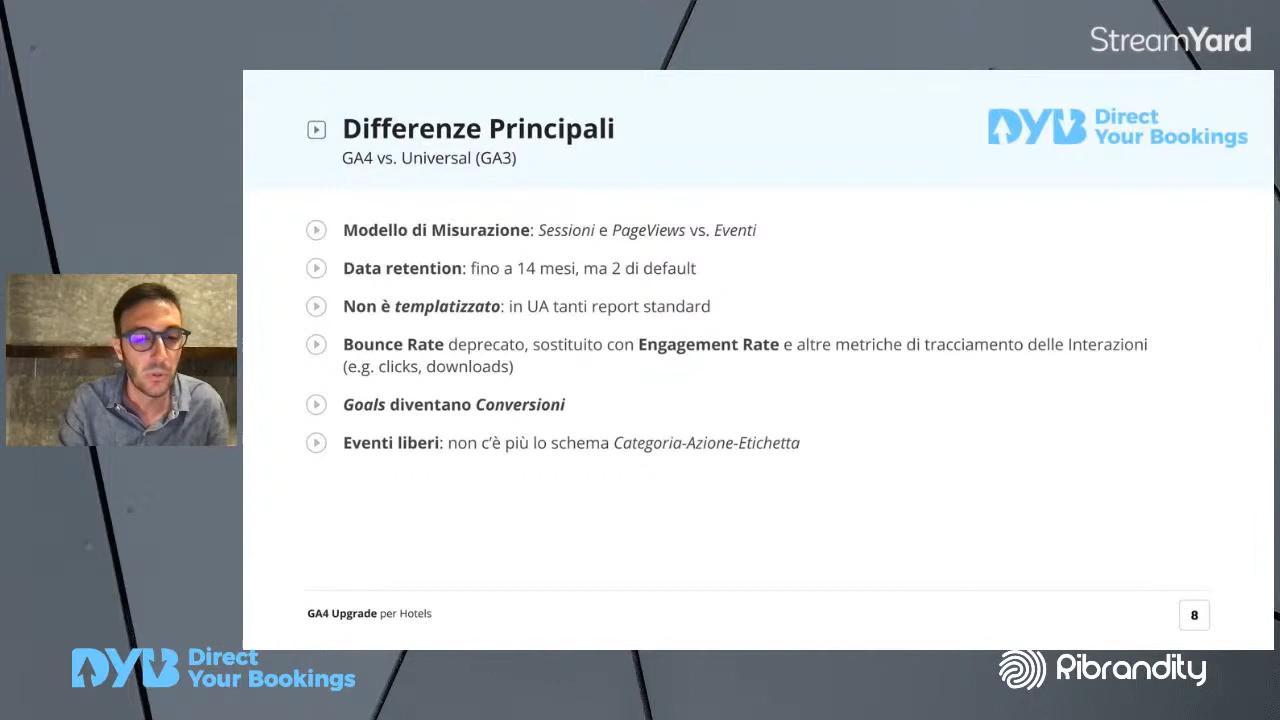 StreamYard
Differenze Principali
GA4 vs. Universal (GA3)
DYB Direct
Your Bookings
Modello di Misurazione: Sessioni e PageViews vs. Eventi
Data retention: fino a 14 mesi, ma 2 di default
Non è templatizzato: in UA tanti report standard
Bounce Rate deprecato, sostituito con Engagement Rate e altre metriche di tracciamento delle Interazioni
(e.g. clicks, downloads)
Goals diventano Conversioni
Eventi liberi: non c'è più lo schema Categoria-Azione-Etichetta
GA4 Upgrade per Hotels
8
DYB Direct
Your Bookings
Ribrandity